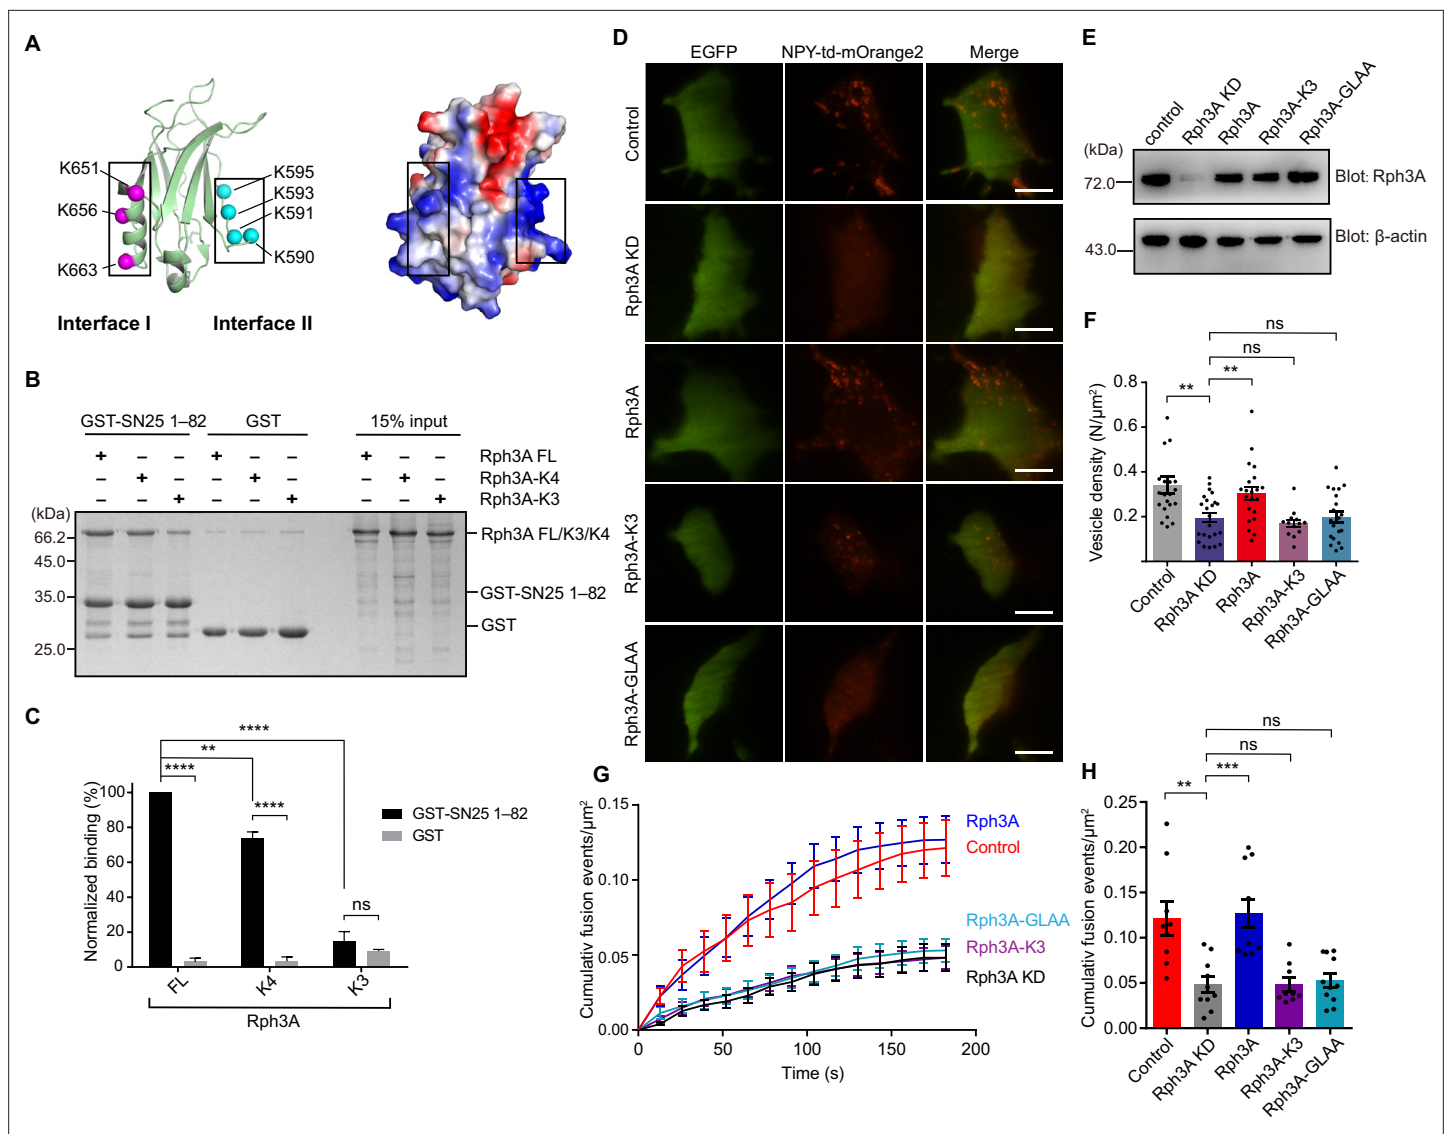 A
K651
K656
K663
K595
K593
K591
K590
Interface I
Interface II
B
GST-SN25 1–82
GST
15% input
+ – – + – – + – – Rph3A FL
– + – – + – – + – Rph3A-K4
– – + – – + – – + Rph3A-K3
(kDa)
66.2
45.0
35.0
25.0
Rph3A FL/K3/K4
GST-SN25 1–82
GST
C
Normalized binding (%)
100
80
60
40
20
0
****
**
****
****
ns
GST-SN25 1–82
GST
FL
K4
K3
Rph3A
D
EGFP
NPY-td-mOrange2
Merge
Control
Rph3A KD
Rph3A
Rph3A-K3
Rph3A-GLAA
E
control
Rph3A KD
Rph3A
Rph3A-K3
Rph3A-GLAA
(kDa)
72.0
Blot: Rph3A
43.0
Blot: β-actin
F
Vesicle density (N/μm²)
0.8
0.6
0.4
0.2
ns
ns
**
**
Control
Rph3A KD
Rph3A
Rph3A-K3
Rph3A-GLAA
G
Cumulativ fusion events/μm²
0.15
0.10
0.05
0.00
0
50
100
150
200
Time (s)
Rph3A
Control
Rph3A-GLAA
Rph3A-K3
Rph3A KD
H
Cumulativ fusion events/μm²
0.25
0.20
0.15
0.10
0.05
0.00
ns
ns
**
***
Control
Rph3A KD
Rph3A
Rph3A-K3
Rph3A-GLAA